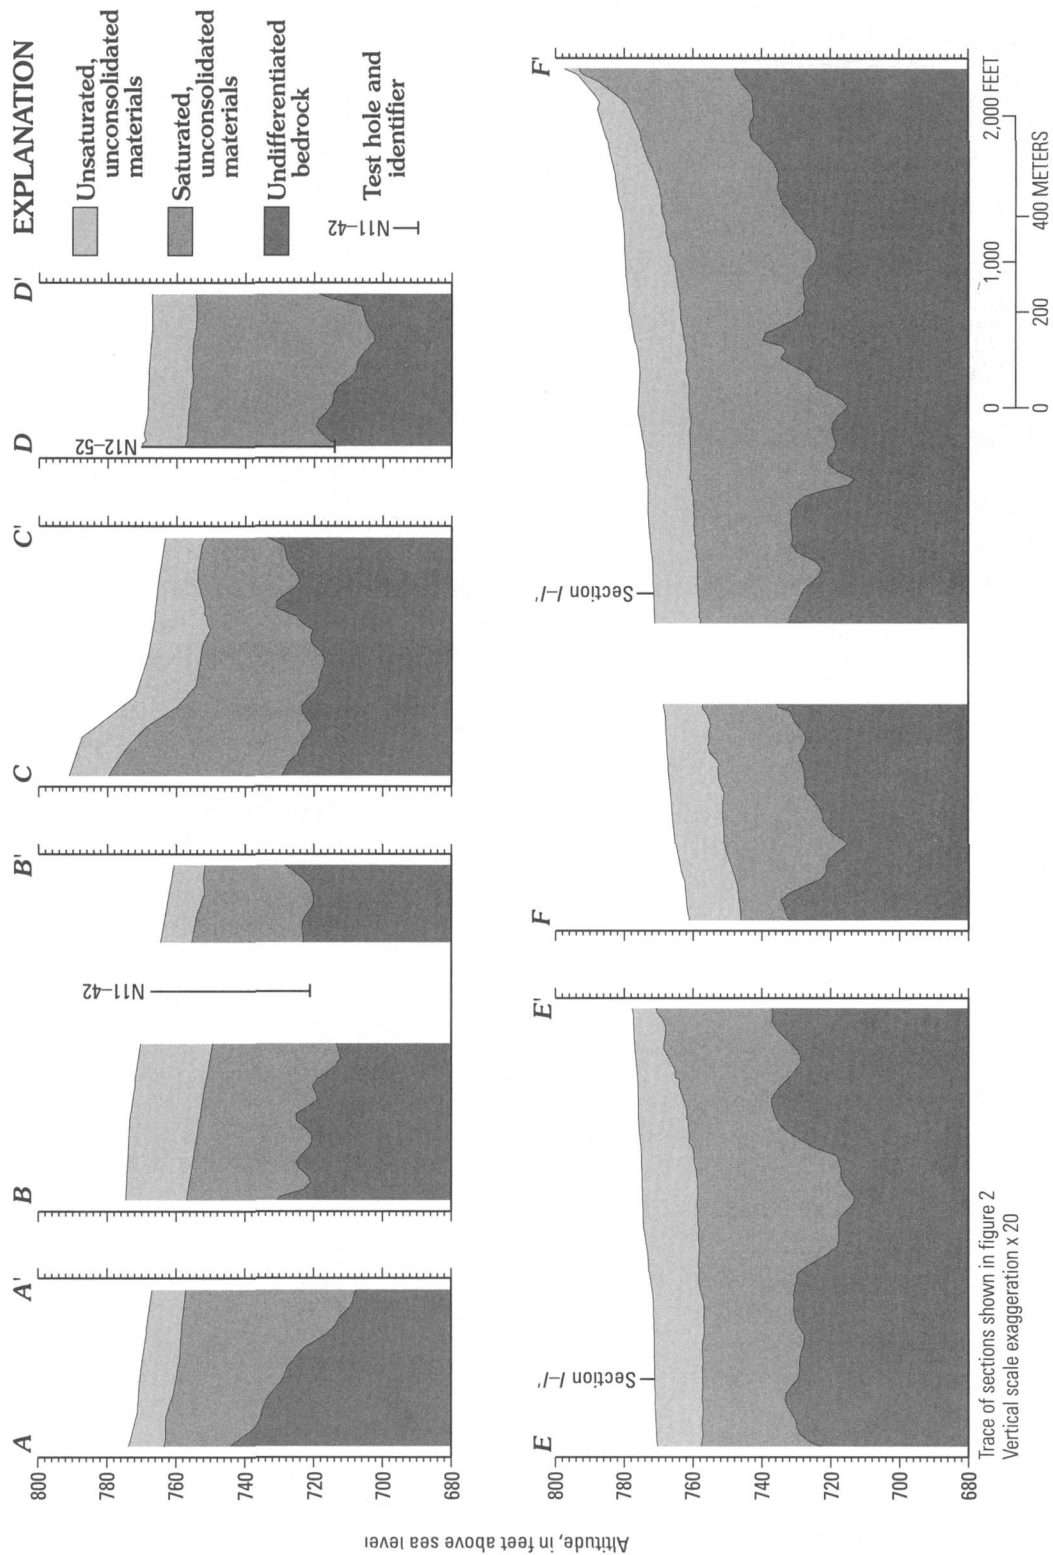 A
A'
B
B'
C
C'
D
D'
N11–42
N12–52
800
780
760
740
720
700
680
EXPLANATION
Unsaturated,
unconsolidated
materials
Saturated,
unconsolidated
materials
Undifferentiated
bedrock
N11–42
Test hole and
identifier
Altitude, in feet above sea level
E
E'
F
F'
Section I–I'
Section I–I'
800
780
760
740
720
700
680
Trace of sections shown in figure 2
Vertical scale exaggeration x 20
0
1,000
2,000 FEET
0
200
400 METERS